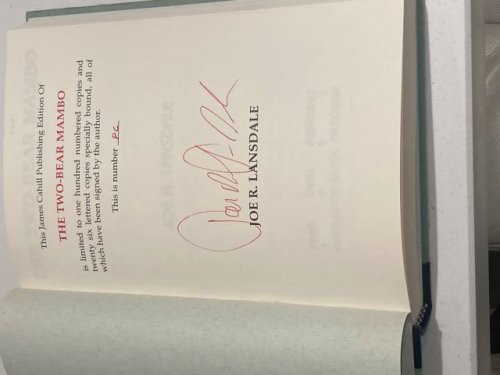 This James Cahill Publishing Edition Of
THE TWO-BEAR MAMBO
is limited to one hundred numbered copies and
twenty six lettered copies specially bound, all of
which have been signed by the author.
This is number PC
JOE R. LANSDALE